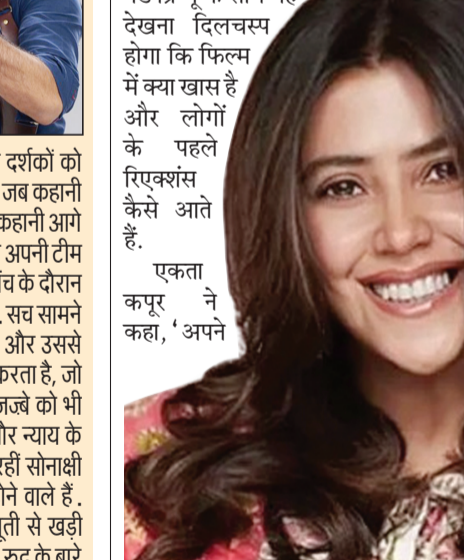 दर्शकों को
जब कहानी
कहानी आगे
अपनी टीम
के दौरान
सच सामने
और उससे
करता है, जो
जज्बे को भी
और न्याय के
रहीं सोनाक्षी
होने वाले हैं .
से खड़ी
के बारे
देखना दिलचस्प
होगा कि फिल्म
में क्या खास है
और लोगों
के पहले
रिएक्शंस
कैसे आते
हैं.
एकता
कपूर ने
कहा, ‘ अपने